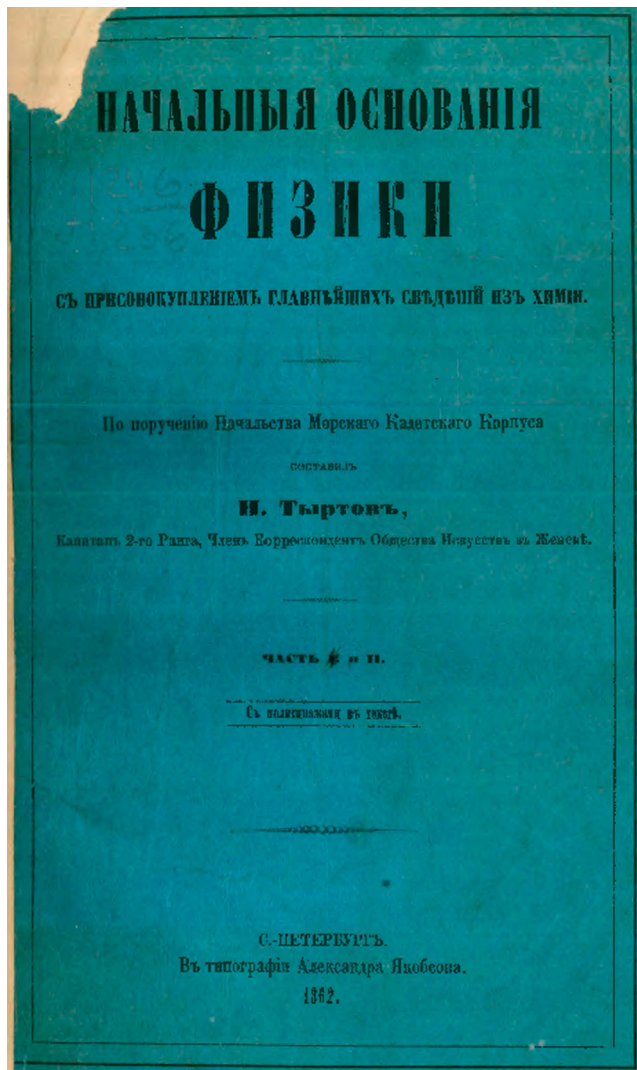 НАЧАЛЬНЫЯ ОСНОВАНІЯ
ФИЗИКИ
СЪ ПРИСОВОКУПЛЕНІЕМЪ ГЛАВНѢЙШИХЪ СВѢДѢНІЙ ИЗЪ ХИМІИ.
По порученію Начальства Морскаго Кадетскаго Корпуса
СОСТАВИЛЪ
Н. Тыртовъ,
Капитанъ 2-го Ранга, Членъ Корреспондентъ Общества Искусствъ въ Женевѣ.
ЧАСТЬ и II.
Съ политипажами въ текстѣ.
С.-ПЕТЕРБУРГЪ.
Въ типографіи Александра Якобсона.
1862.